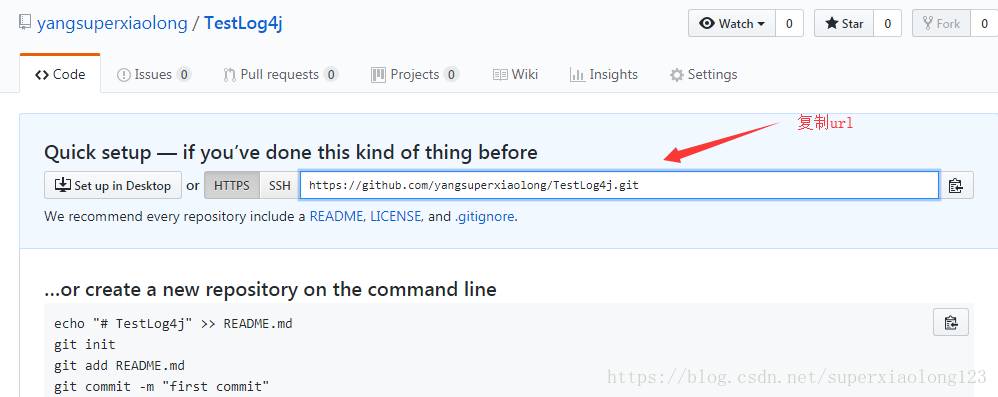 yangsuperxiaolong / TestLog4j Watch 0 Star 0 Fork 0
Code Issues 0 Pull requests 0 Projects 0 Wiki Insights Settings
复制url
Quick setup — if you’ve done this kind of thing before
Set up in Desktop or HTTPS SSH https://github.com/yangsuperxiaolong/TestLog4j.git
We recommend every repository include a README, LICENSE, and .gitignore.
…or create a new repository on the command line
echo "# TestLog4j" >> README.md
git init
git add README.md
git commit -m "first commit"
https://blog.csdn.net/superxiaolong123